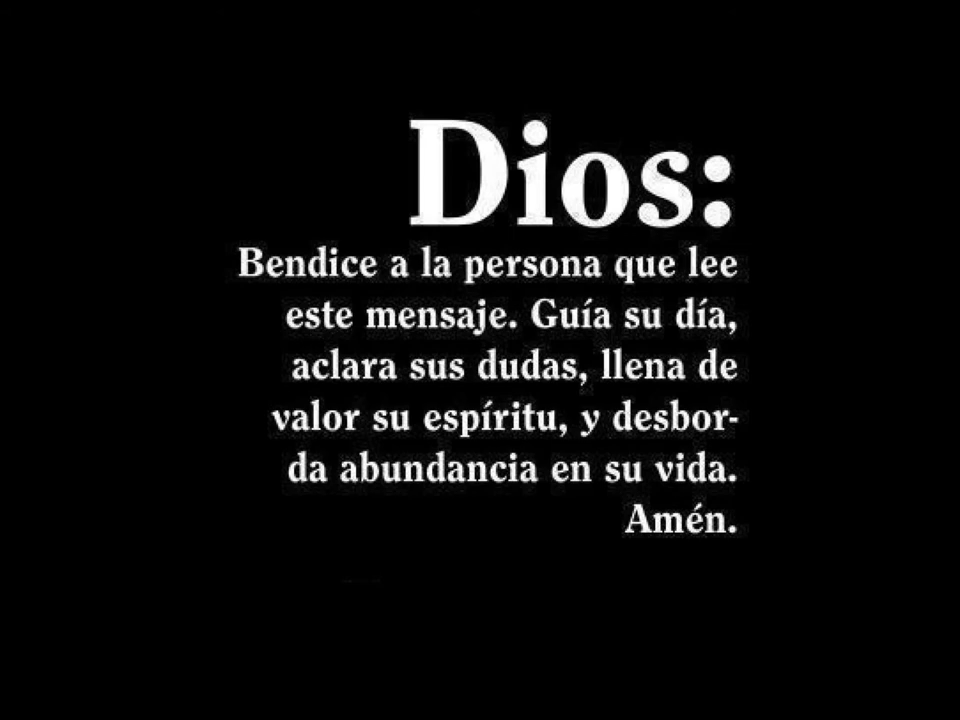 Dios:
Bendice a la persona que lee
este mensaje. Guía su día,
aclara sus dudas, llena de
valor su espíritu, y desbor-
da abundancia en su vida.
Amén.